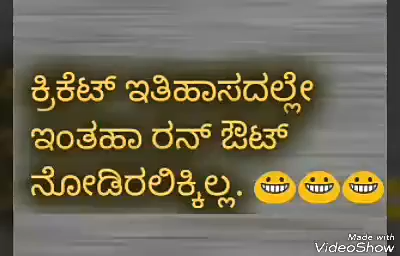 ಕ್ರಿಕೆಟ್ ಇತಿಹಾಸದಲ್ಲೇ
ಇಂತಹಾ ರನ್ ಔಟ್
ನೋಡಿರಲಿಕ್ಕಿಲ್ಲ. 😀😀😀
Made with
VideoShow